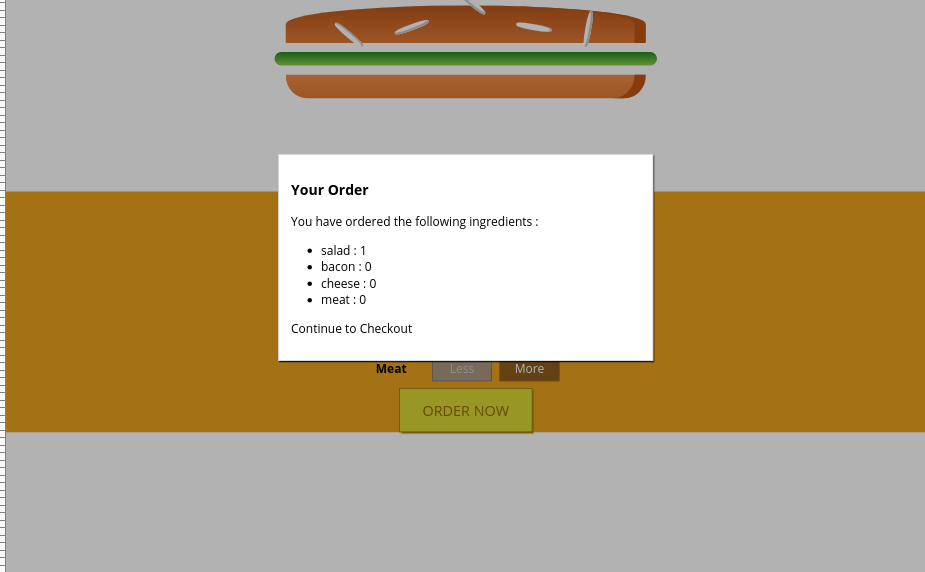 Your Order
You have ordered the following ingredients :
salad : 1
bacon : 0
cheese : 0
meat : 0
Continue to Checkout
Meat Less More
ORDER NOW